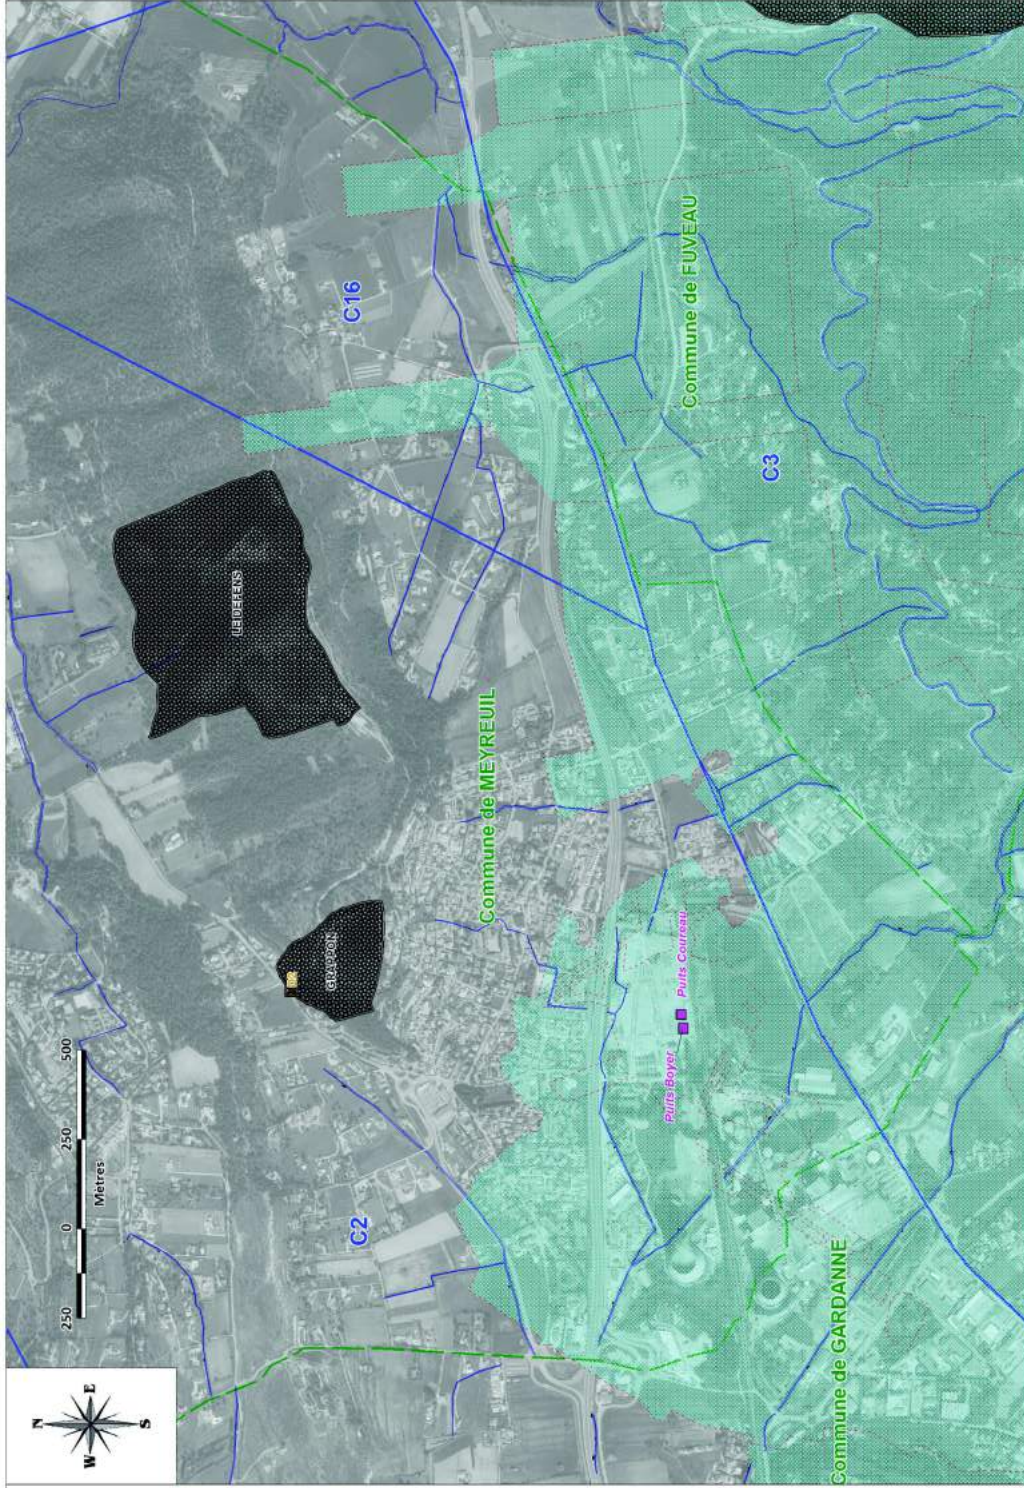 N
W E
S
250 0 250 500
Mètres
LE DEFENS
GRAPPON
C2
C16
Commune de MEYREUIL
Puits Boyer
Puits Coureau
Commune de FUVEAU
C3
Commune de GARDANNE